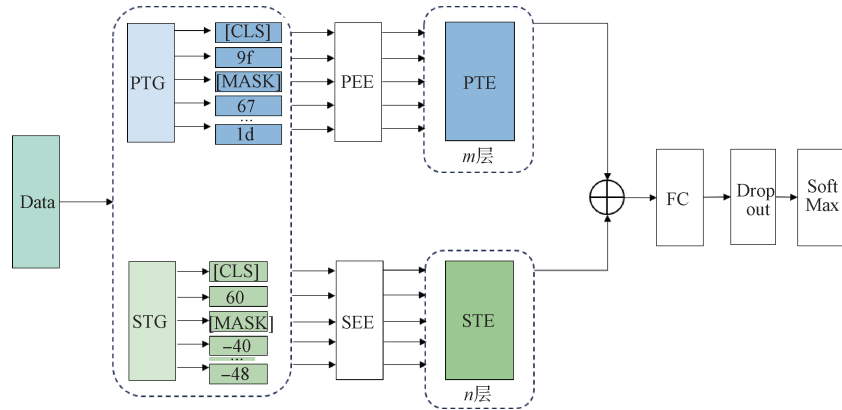 Data
PTG
[CLS]
9f
[MASK]
67
...
1d
PEE
PTE
m层
STG
[CLS]
60
[MASK]
−40
...
−48
SEE
STE
n层
FC
Drop
out
Soft
Max